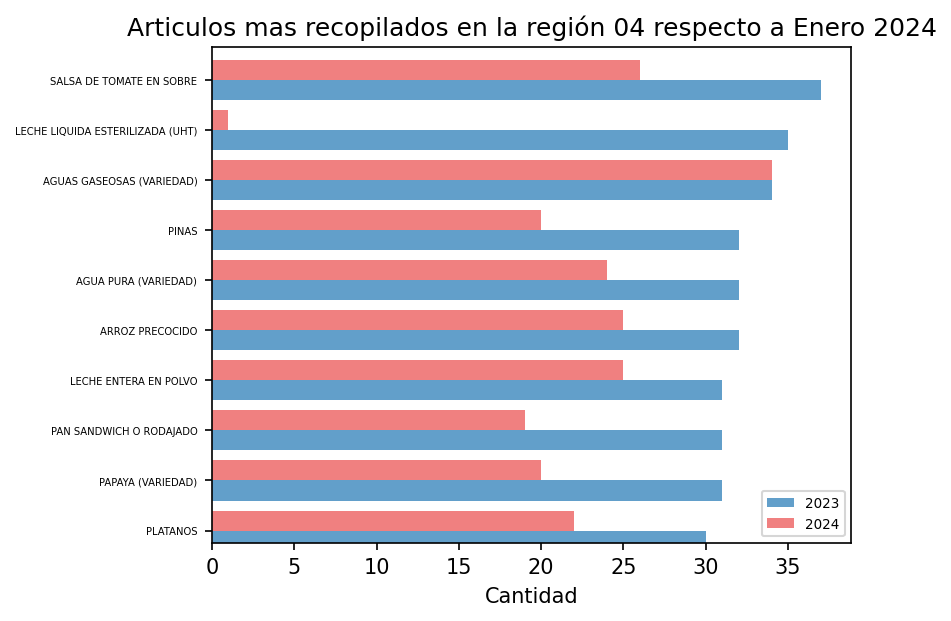 Articulos mas recopilados en la región 04 respecto a Enero 2024
SALSA DE TOMATE EN SOBRE
LECHE LIQUIDA ESTERILIZADA (UHT)
AGUAS GASEOSAS (VARIEDAD)
PINAS
AGUA PURA (VARIEDAD)
ARROZ PRECOCIDO
LECHE ENTERA EN POLVO
PAN SANDWICH O RODAJADO
PAPAYA (VARIEDAD)
PLATANOS
2023
2024
0 5 10 15 20 25 30 35
Cantidad